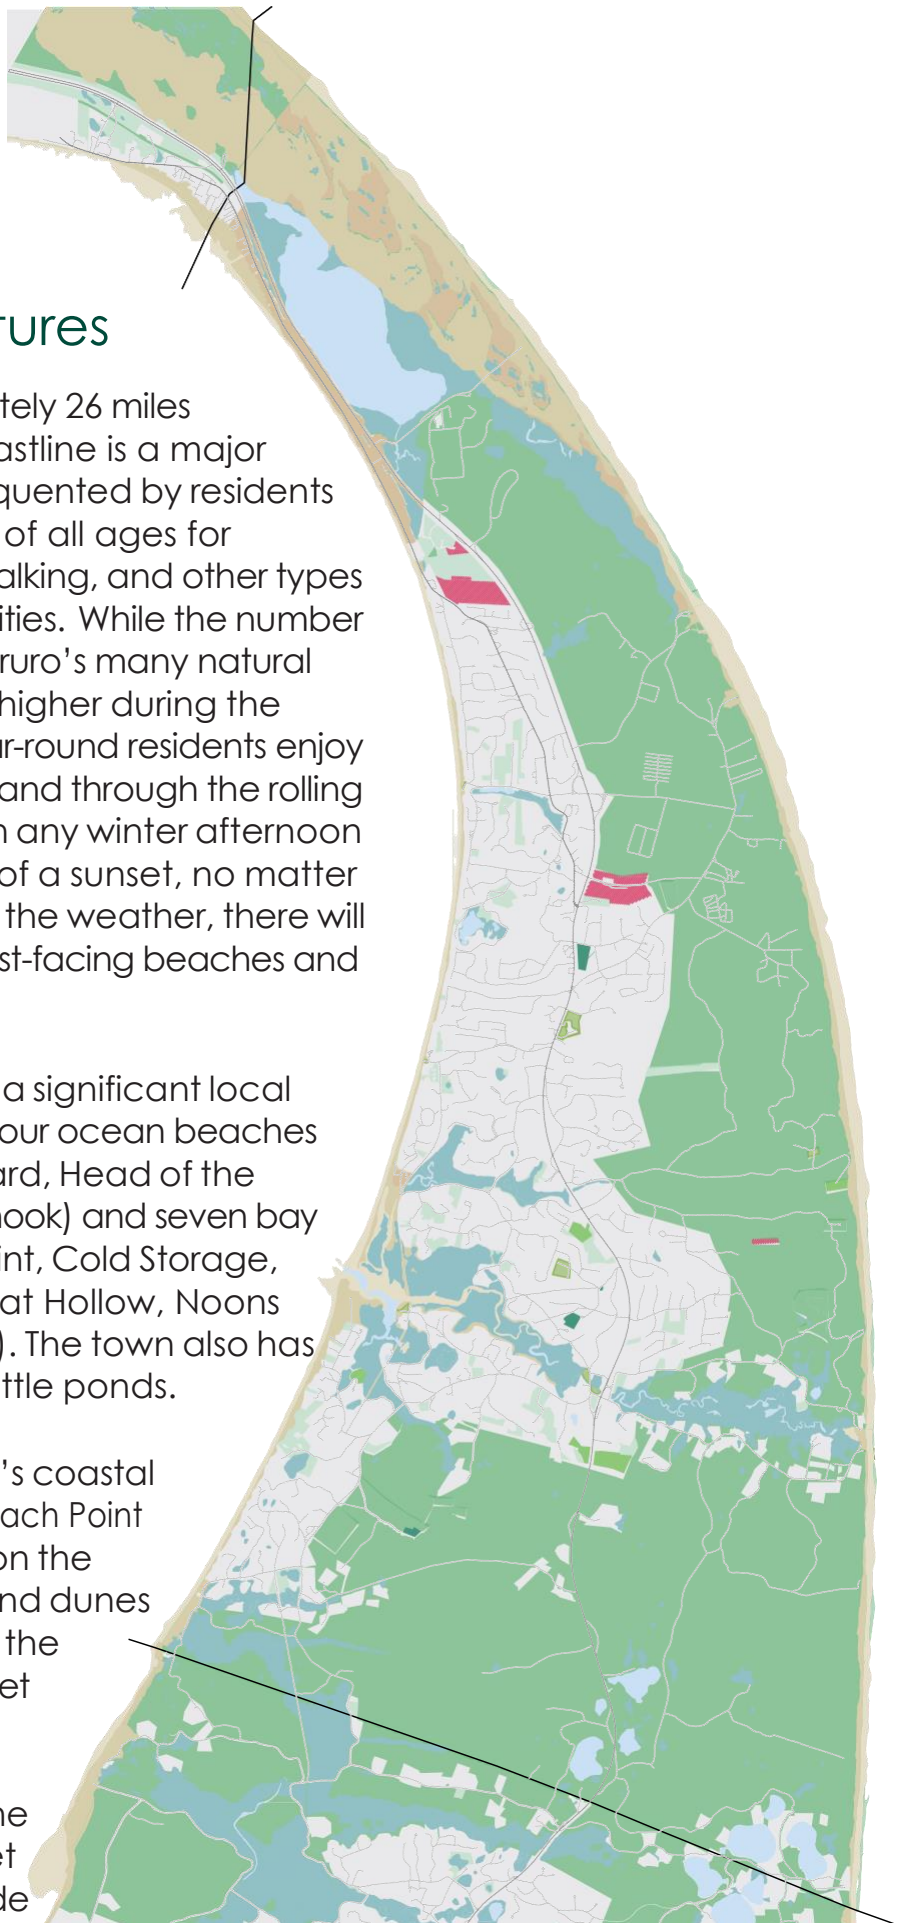 tures
tely 26 miles
astline is a major
quented by residents
of all ages for
alking, and other types
ities. While the number
ruro’s many natural
higher during the
ar-round residents enjoy
and through the rolling
n any winter afternoon
of a sunset, no matter
the weather, there will
st-facing beaches and
a significant local
our ocean beaches
ard, Head of the
nook) and seven bay
int, Cold Storage,
at Hollow, Noons
). The town also has
ttle ponds.
’s coastal
ach Point
on the
nd dunes
the
et
ne
et
de